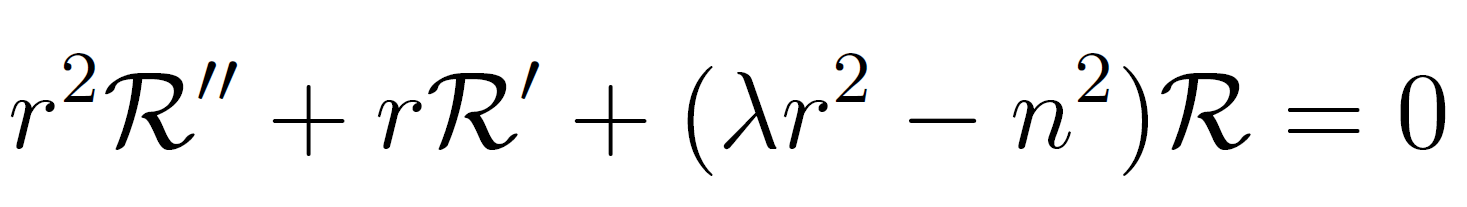 r²ℛ″ + rℛ′ + (λr² − n²)ℛ = 0